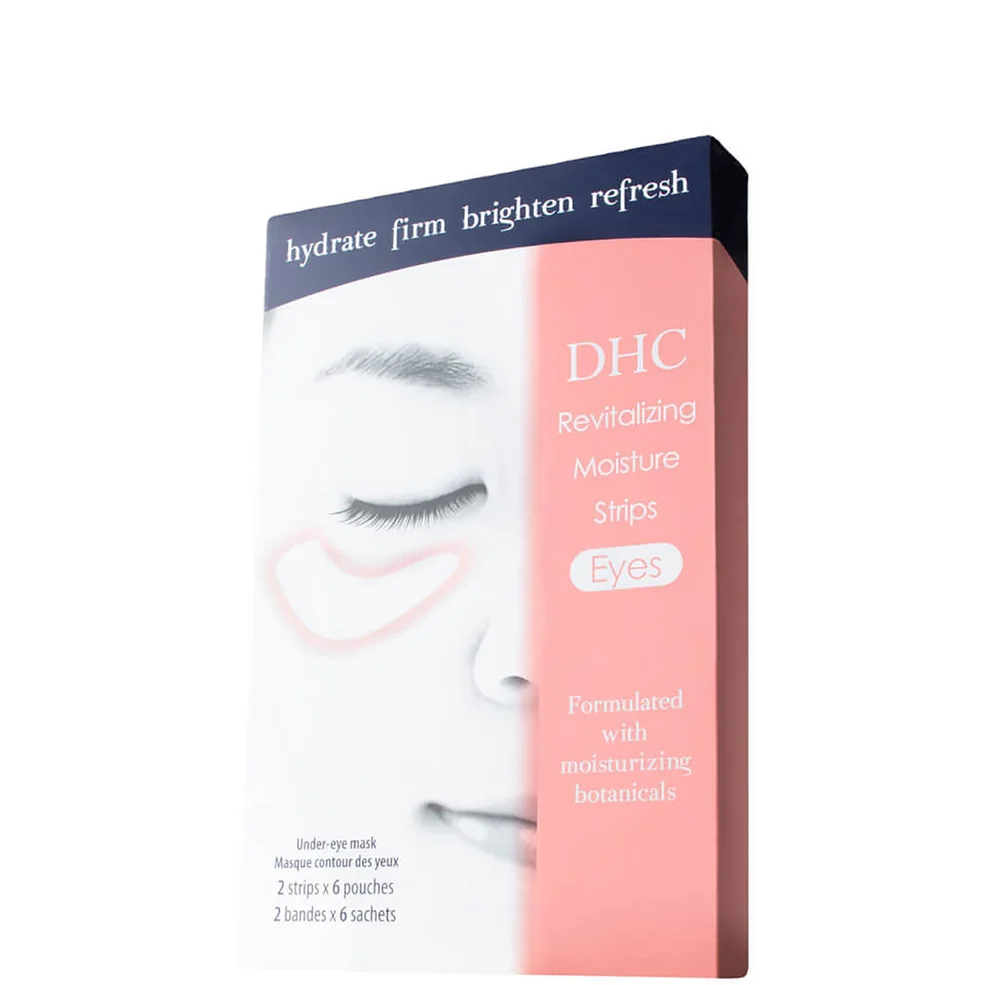 hydrate firm brighten refresh
DHC
Revitalizing
Moisture
Strips
Eyes
Formulated
with
moisturizing
botanicals
Under-eye mask
Masque contour des yeux
2 strips x 6 pouches
2 bandes x 6 sachets